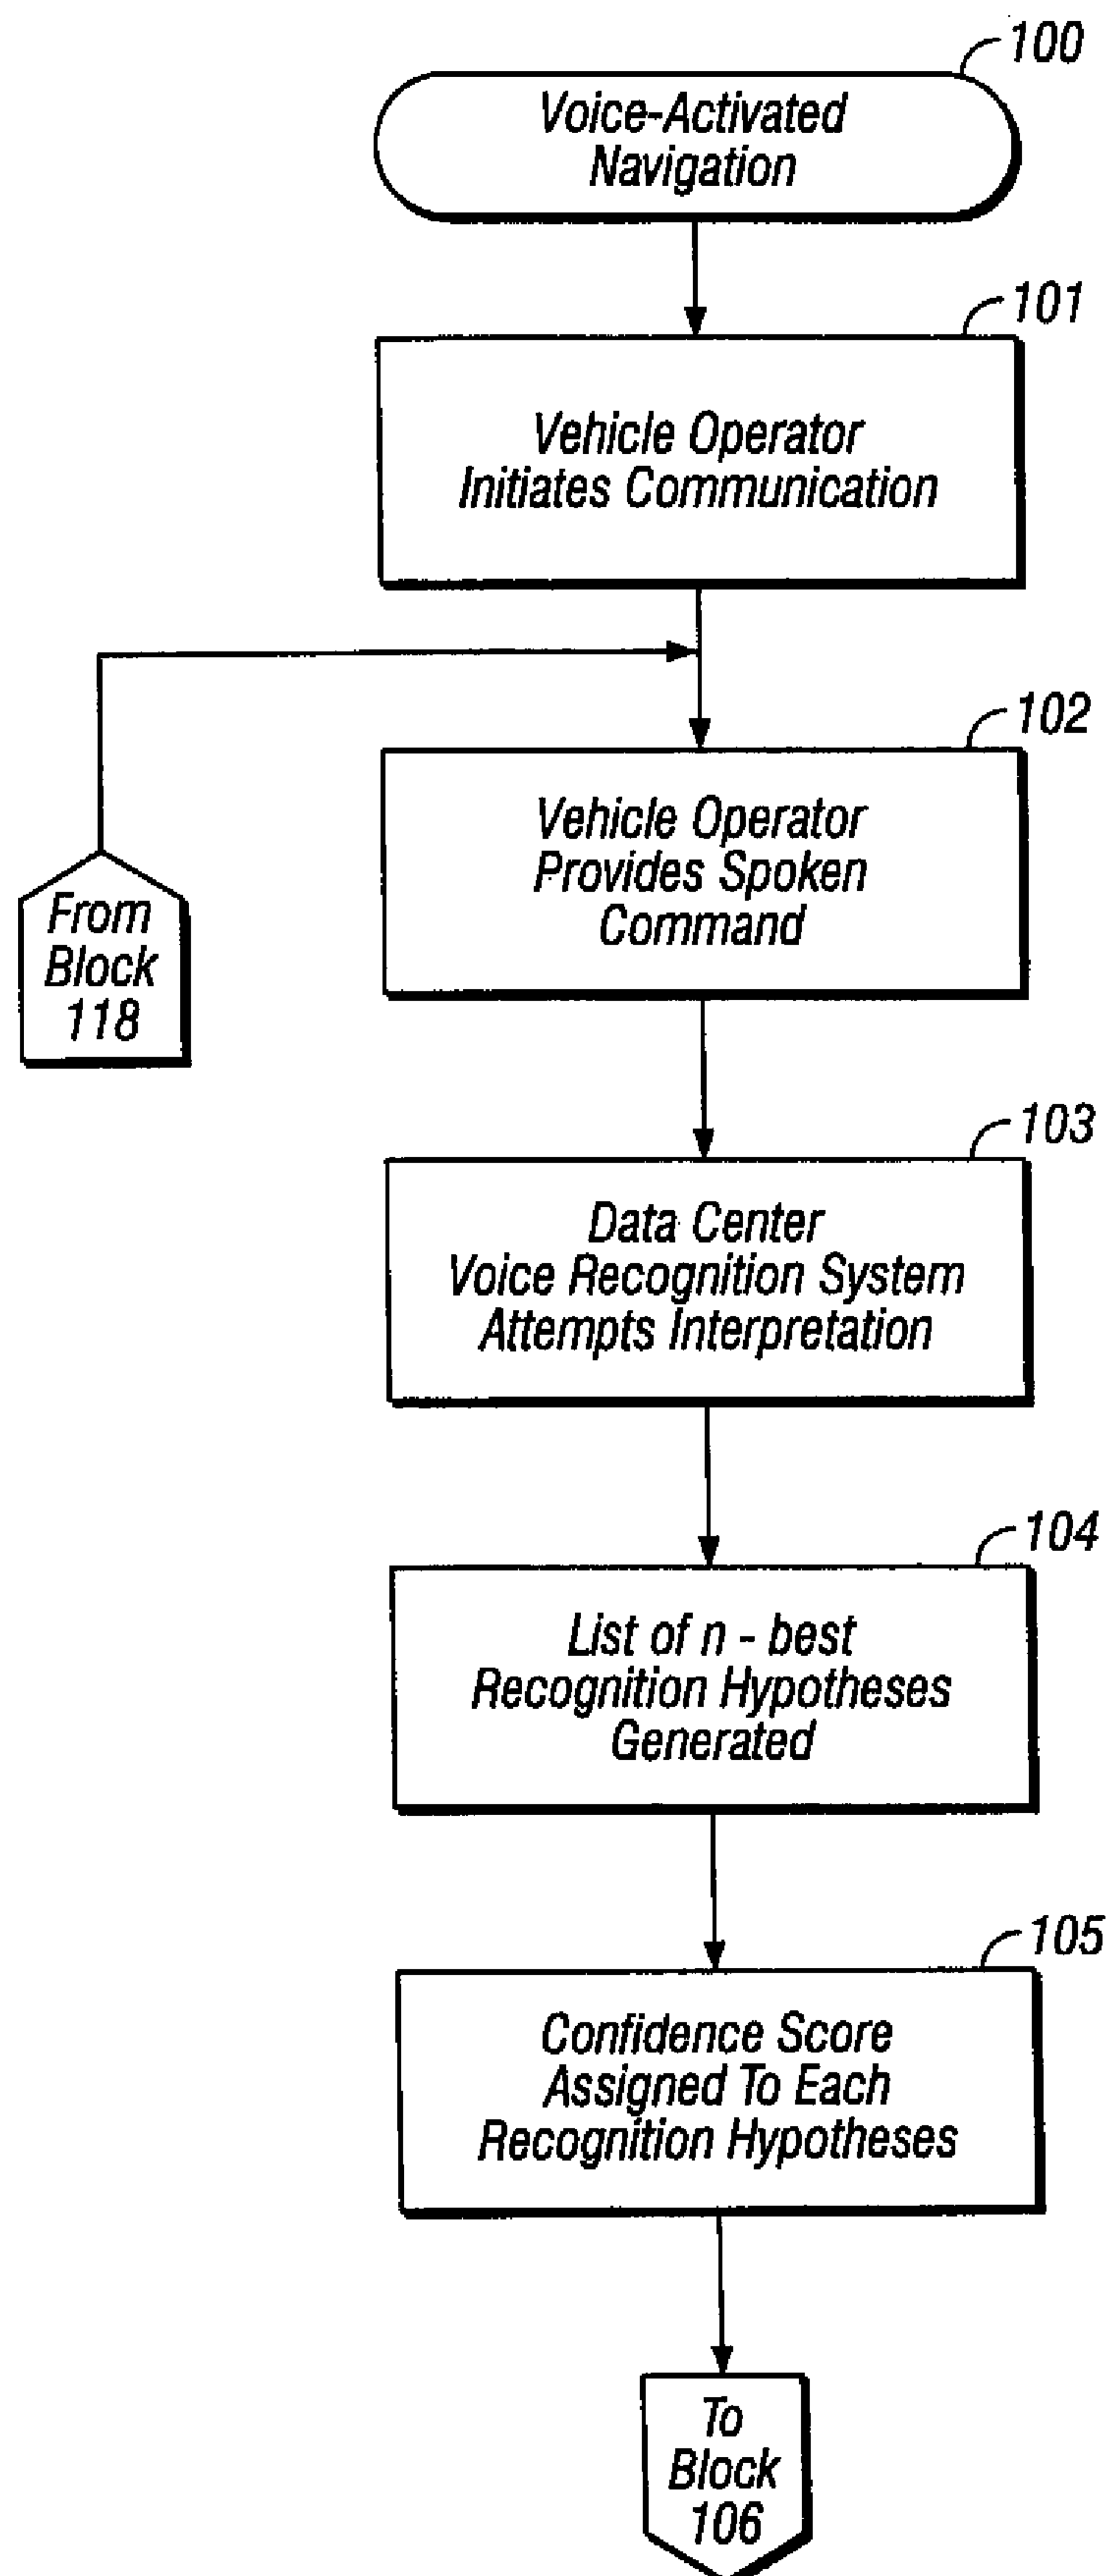 100
Voice-Activated
Navigation
101
Vehicle Operator
Initiates Communication
102
Vehicle Operator
Provides Spoken
Command
From
Block
118
103
Data Center
Voice Recognition System
Attempts Interpretation
104
List of n - best
Recognition Hypotheses
Generated
105
Confidence Score
Assigned To Each
Recognition Hypotheses
To
Block
106